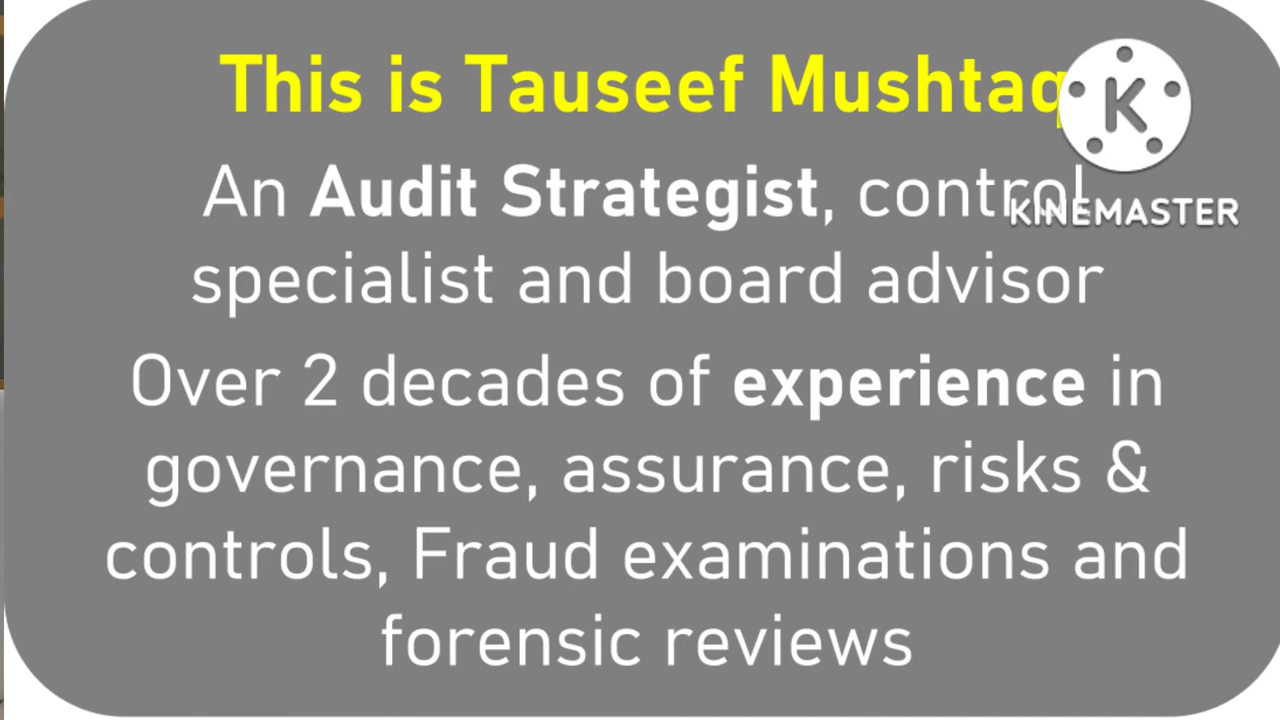 This is Tauseef Mushtaq
An Audit Strategist, control
specialist and board advisor
Over 2 decades of experience in
governance, assurance, risks &
controls, Fraud examinations and
forensic reviews
K
KINEMASTER